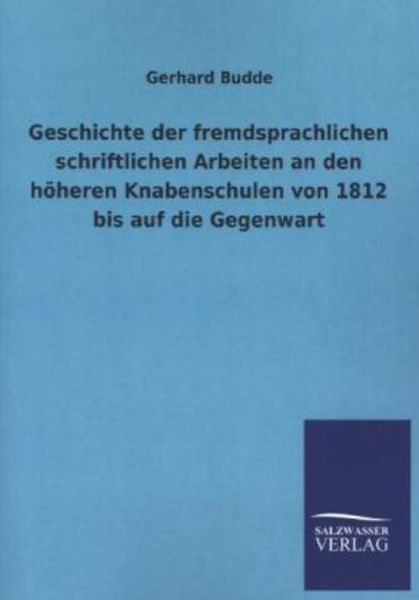 Gerhard Budde
Geschichte der fremdsprachlichen
schriftlichen Arbeiten an den
höheren Knabenschulen von 1812
bis auf die Gegenwart
SALZWASSER
VERLAG